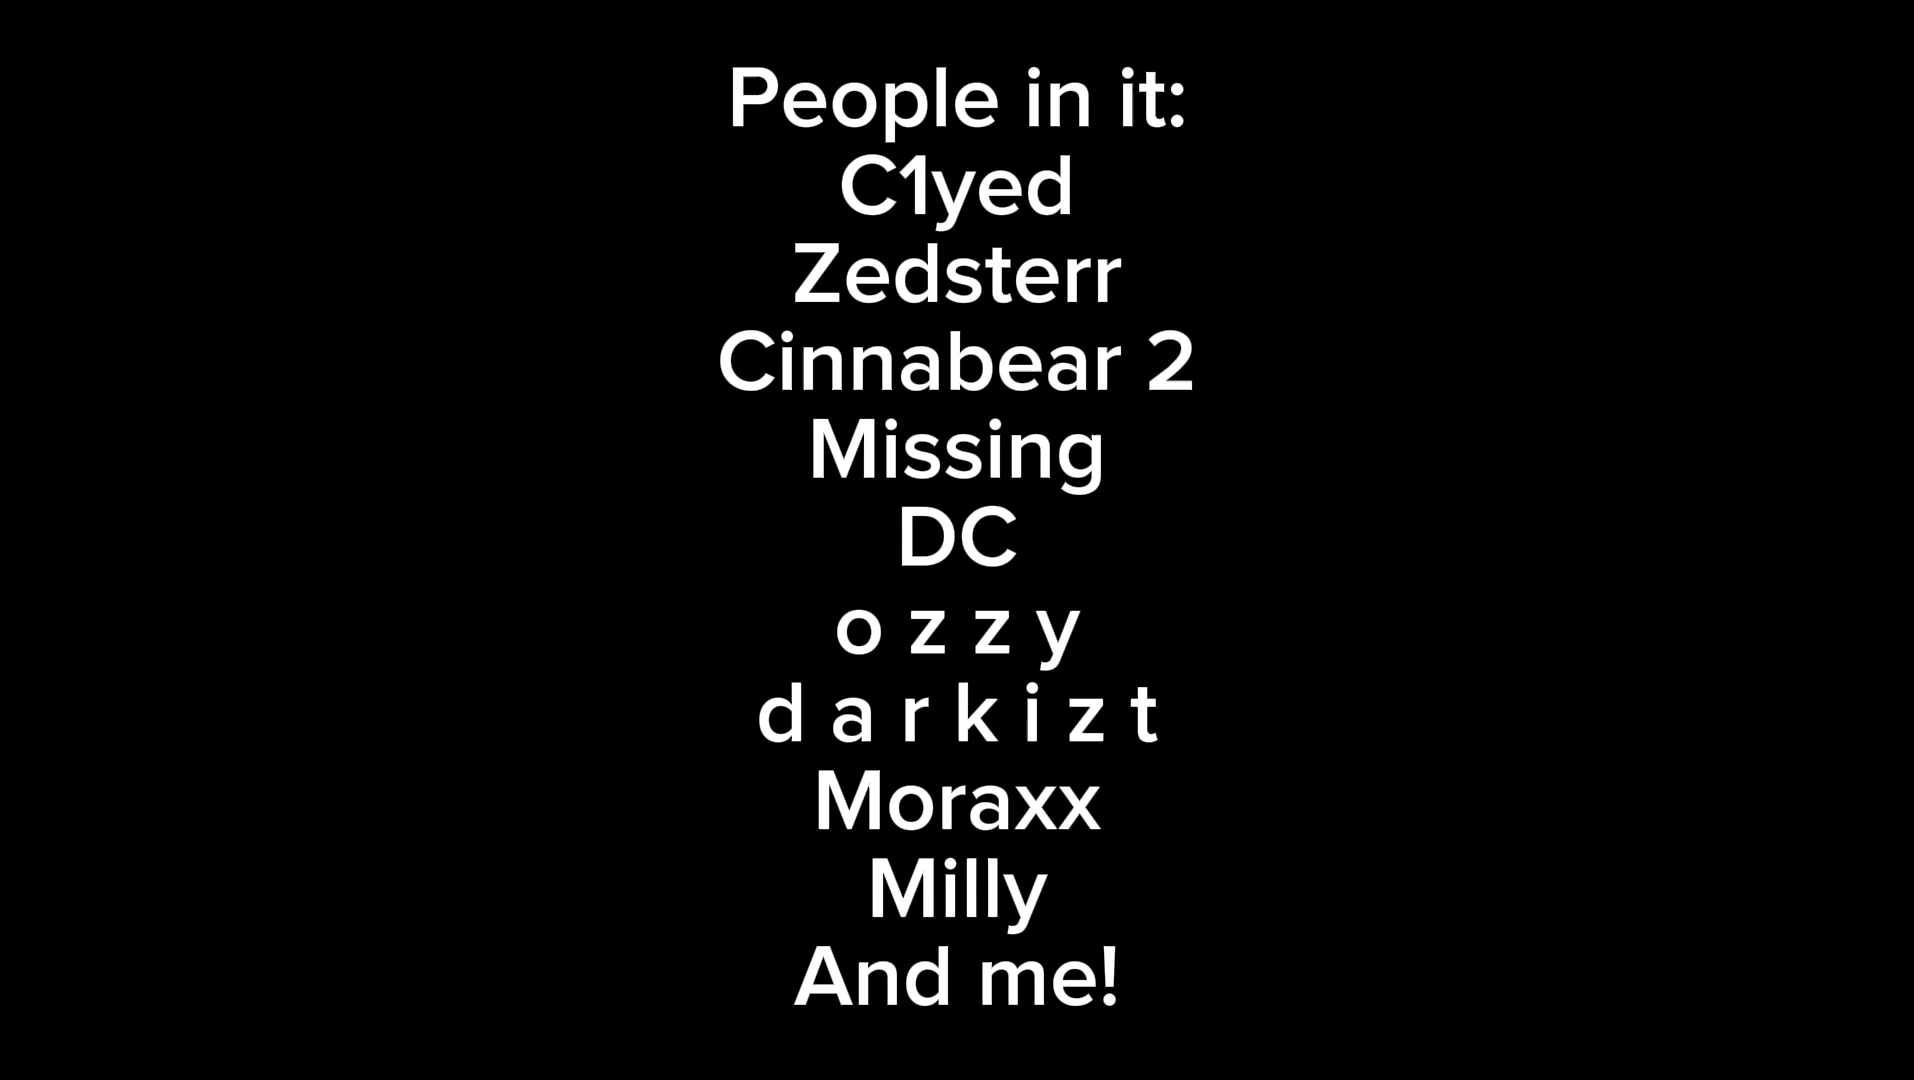 People in it:
C1yed
Zedsterr
Cinnabear 2
Missing
DC
o z z y
d a r k i z t
Moraxx
Milly
And me!